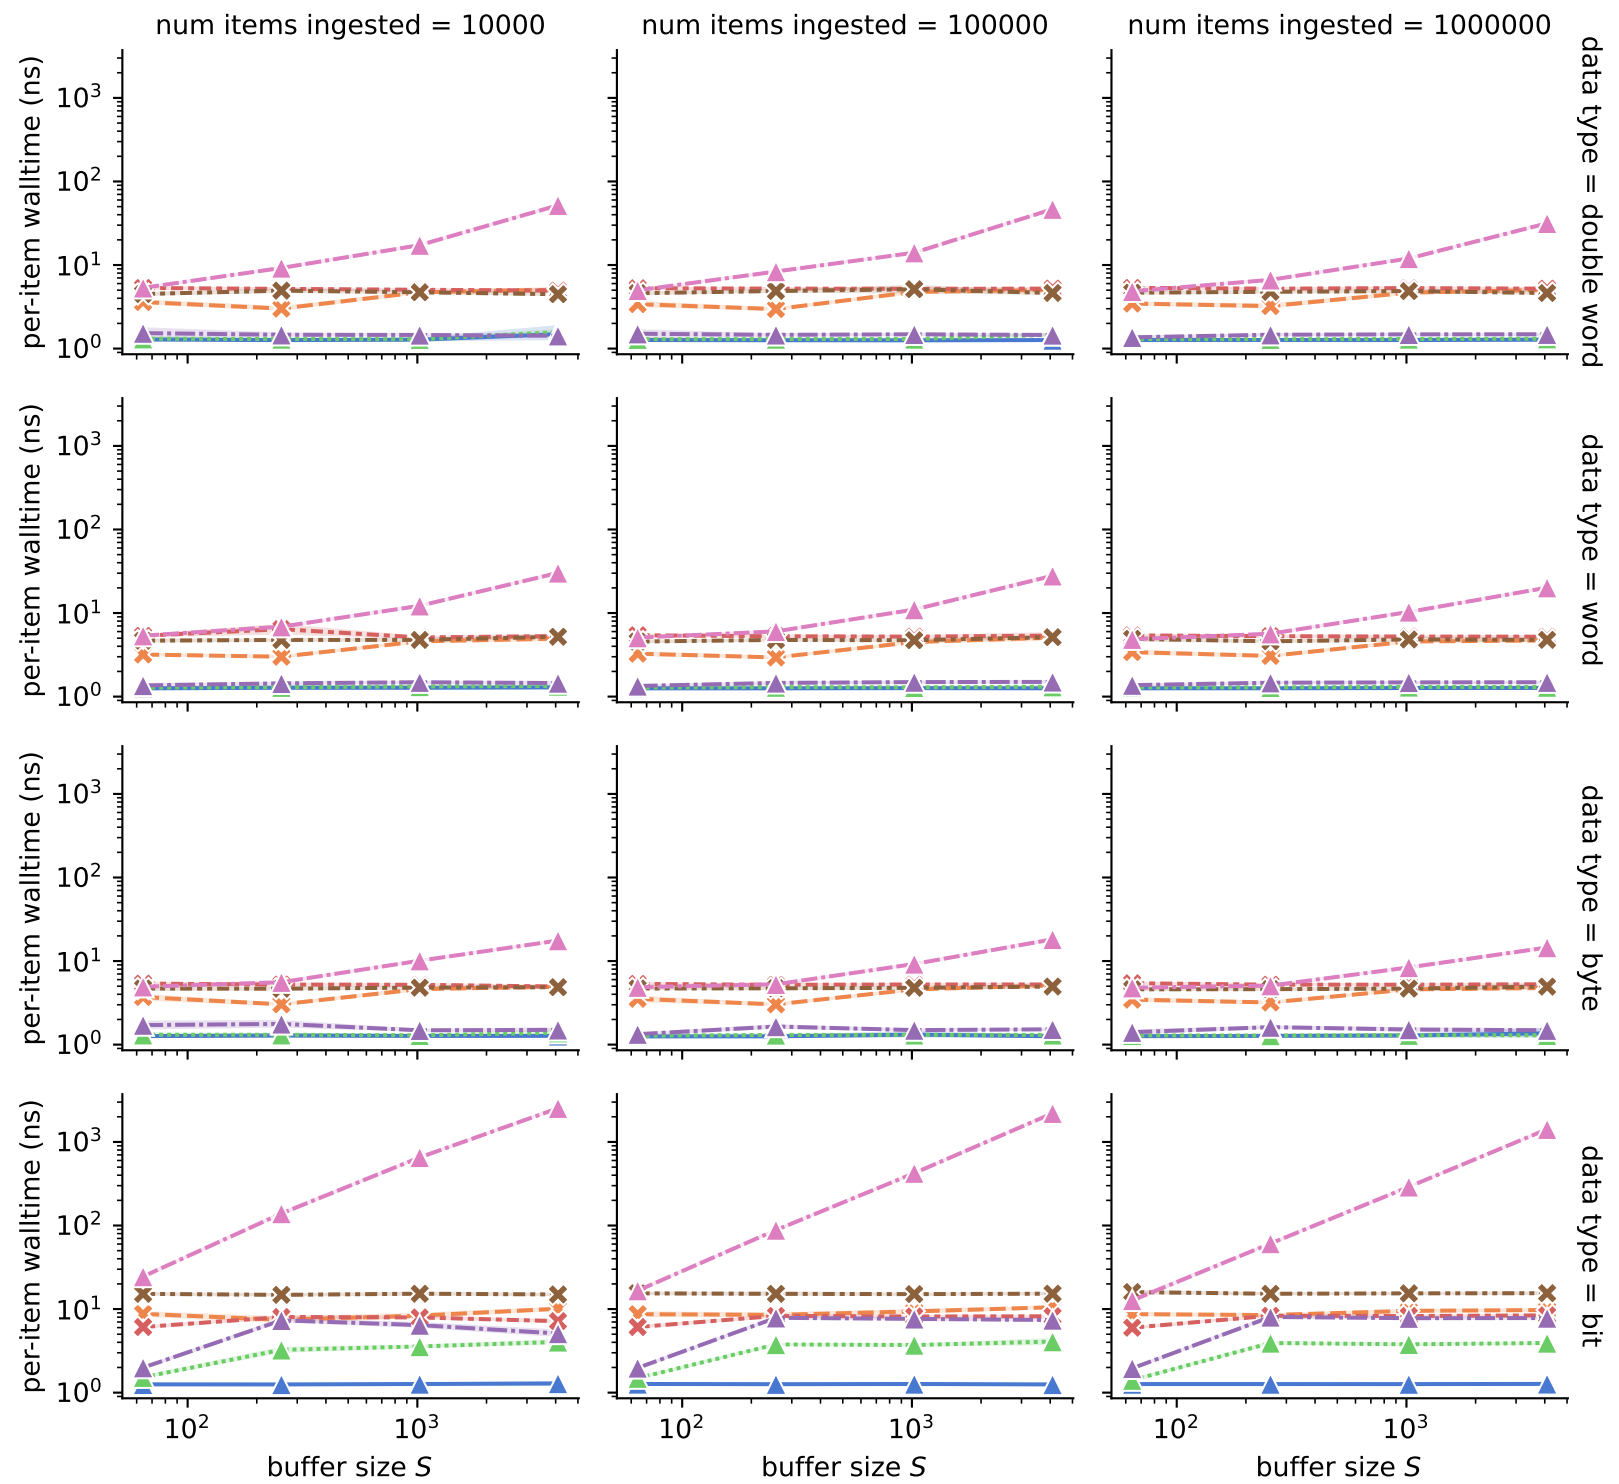 num items ingested = 10000
num items ingested = 100000
num items ingested = 1000000
per-item walltime (ns)
10³
10²
10¹
10⁰
data type = double word
per-item walltime (ns)
10³
10²
10¹
10⁰
data type = word
per-item walltime (ns)
10³
10²
10¹
10⁰
data type = byte
per-item walltime (ns)
10³
10²
10¹
10⁰
data type = bit
10² 10³
10² 10³
10² 10³
buffer size S
buffer size S
buffer size S